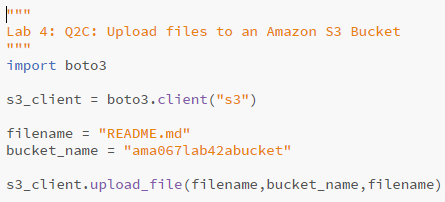 """
Lab 4: Q2C: Upload files to an Amazon S3 Bucket
"""
import boto3
s3_client = boto3.client("s3")
filename = "README.md"
bucket_name = "ama067lab42abucket"
s3_client.upload_file(filename,bucket_name,filename)